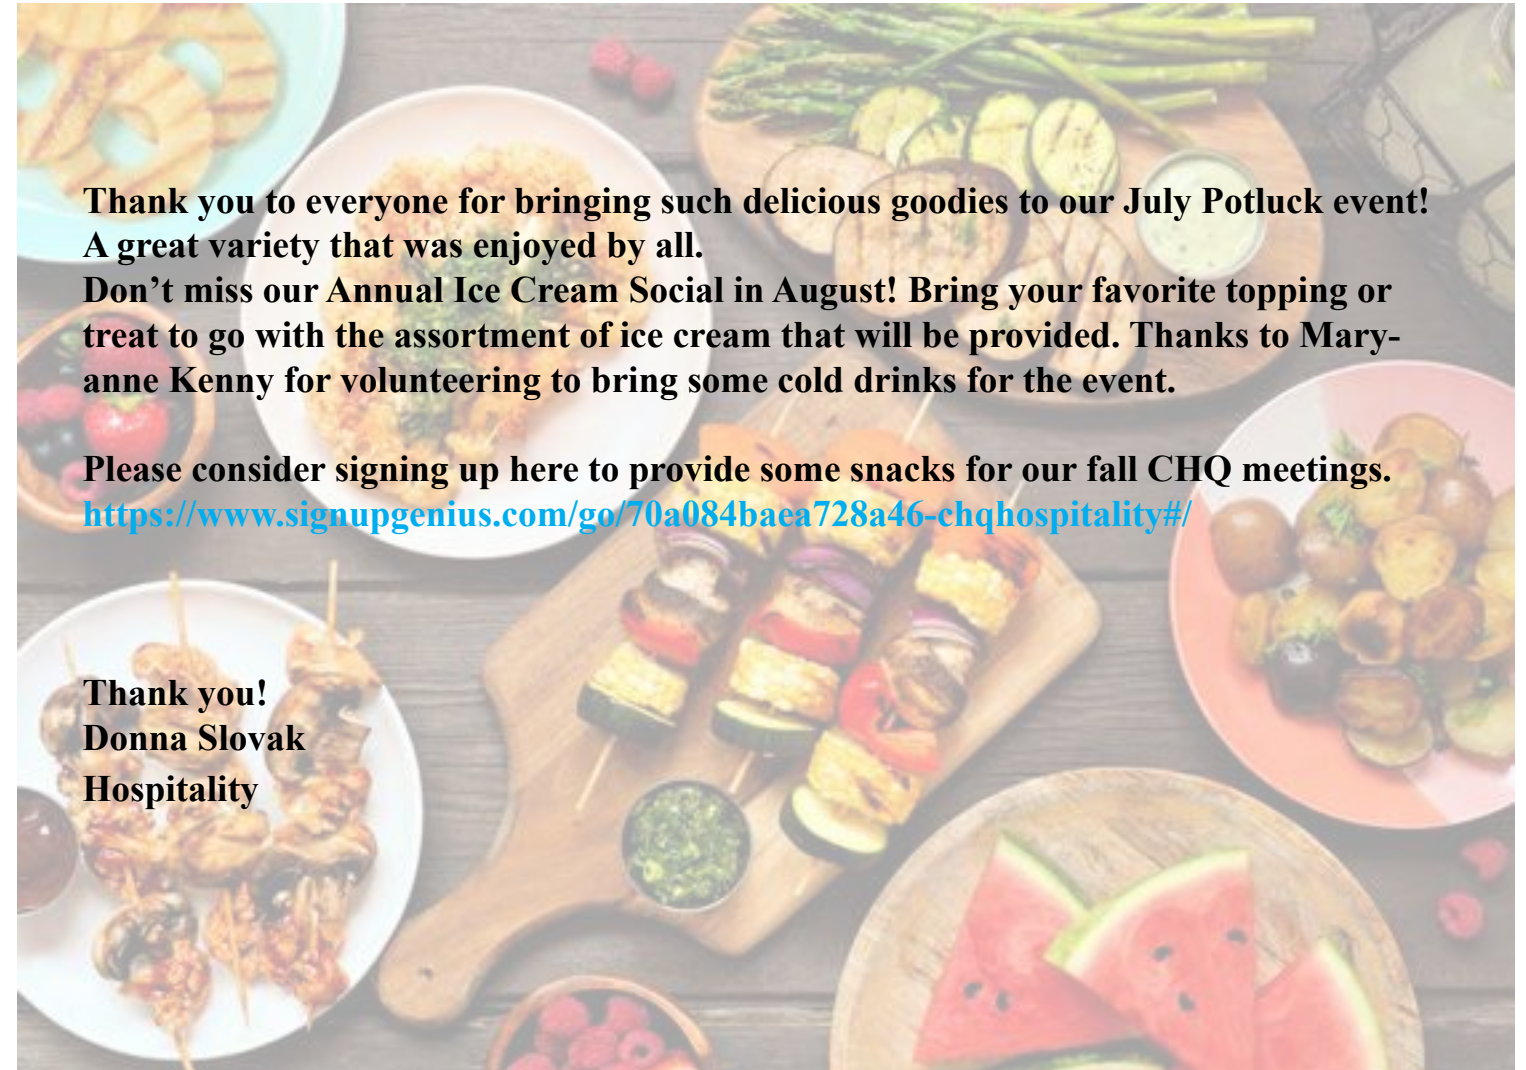 Thank you to everyone for bringing such delicious goodies to our July Potluck event!
A great variety that was enjoyed by all.
Don’t miss our Annual Ice Cream Social in August! Bring your favorite topping or
treat to go with the assortment of ice cream that will be provided. Thanks to Mary-
anne Kenny for volunteering to bring some cold drinks for the event.
Please consider signing up here to provide some snacks for our fall CHQ meetings.
https://www.signupgenius.com/go/70a084baea728a46-chqhospitality#/
Thank you!
Donna Slovak
Hospitality